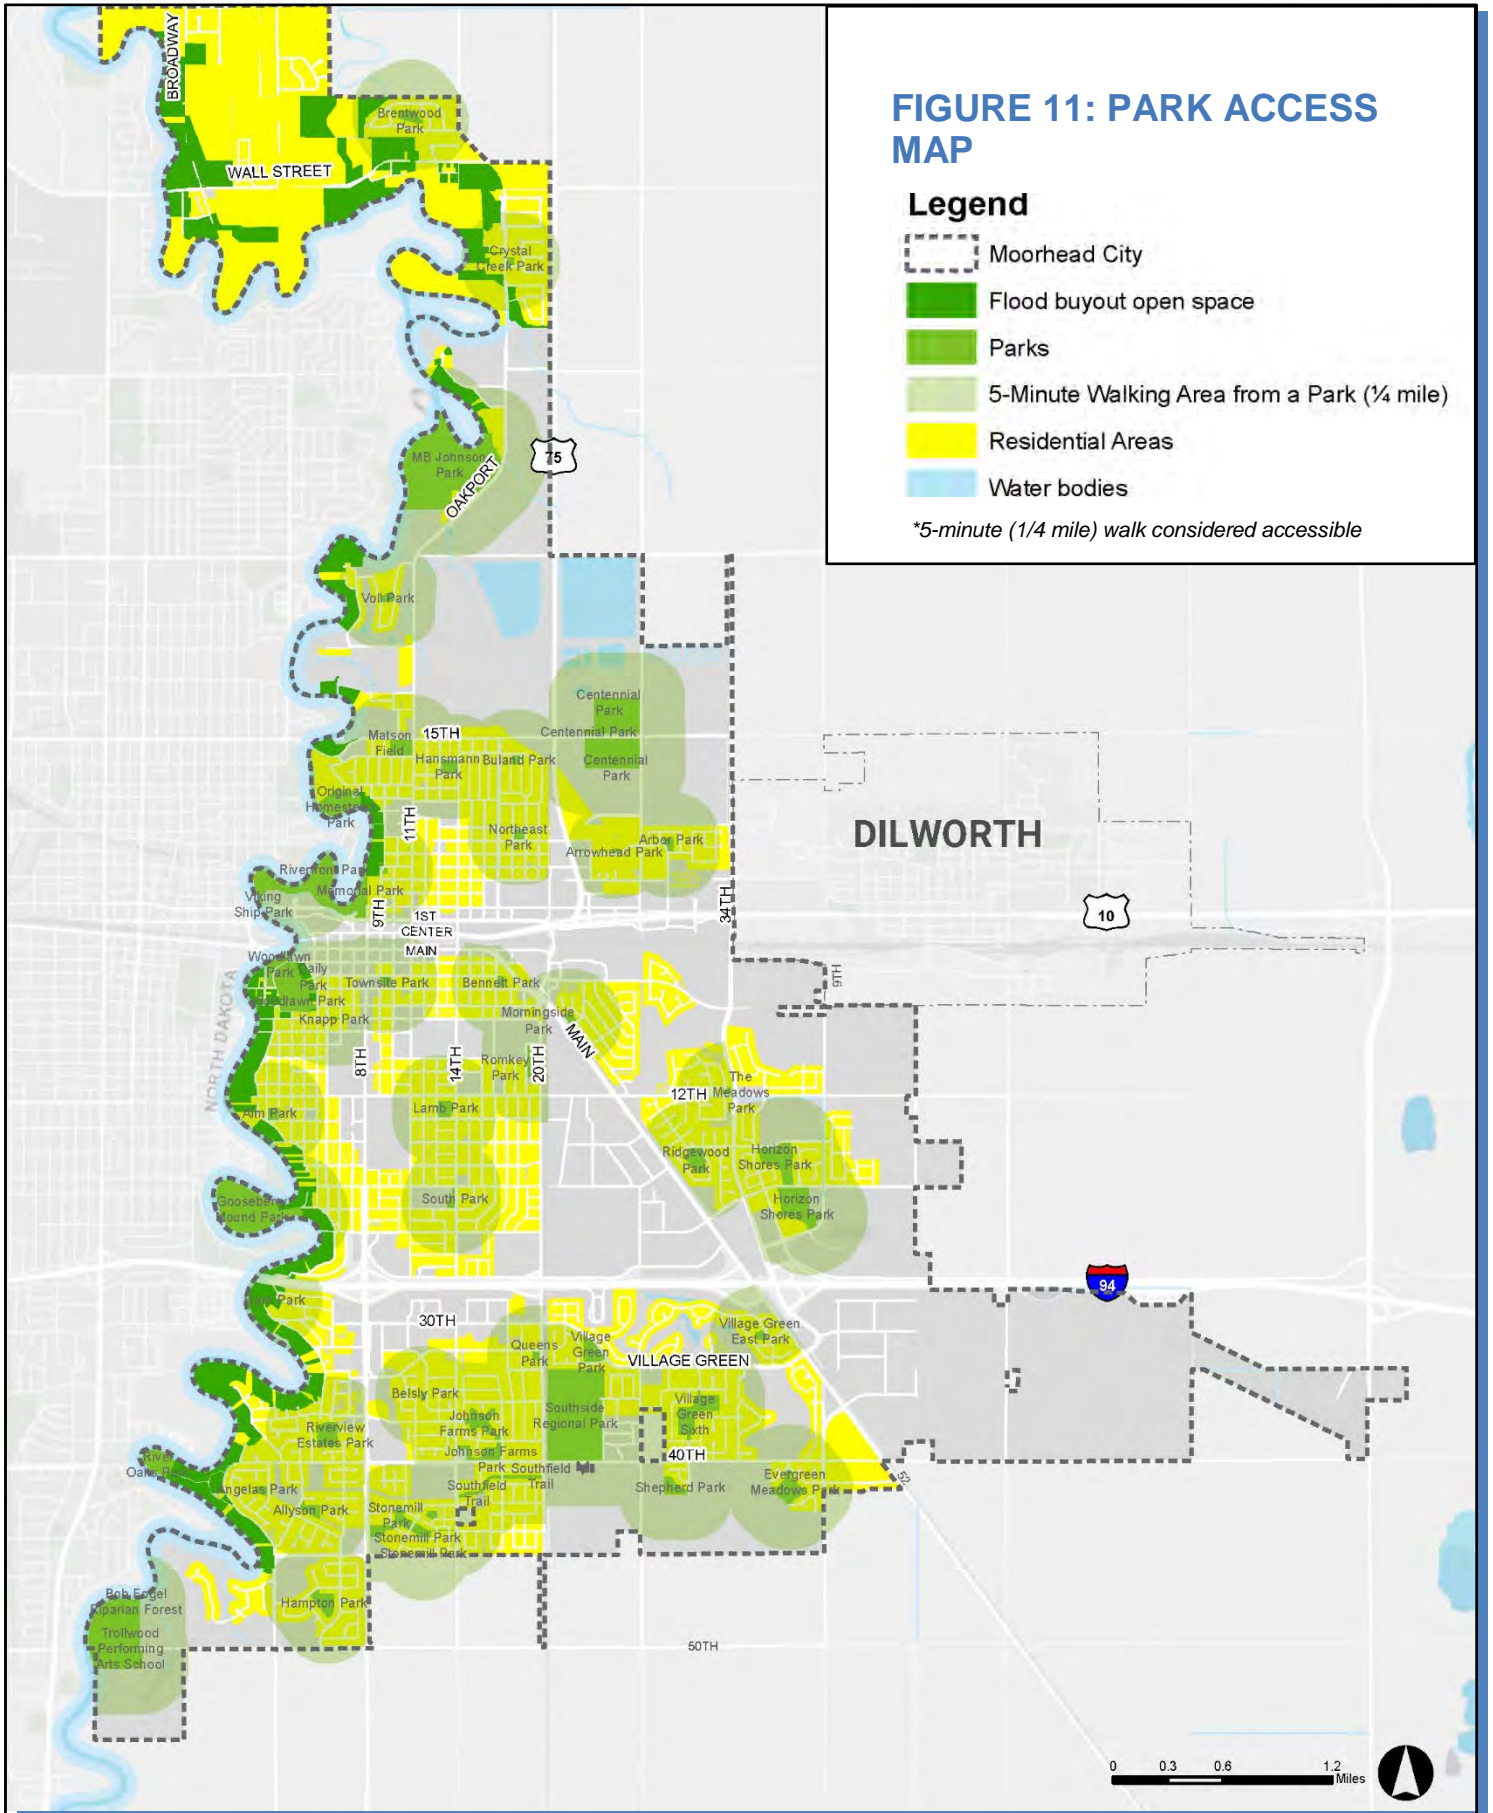 FIGURE 11: PARK ACCESS
MAP
Legend
Moorhead City
Flood buyout open space
Parks
5-Minute Walking Area from a Park (¼ mile)
Residential Areas
Water bodies
*5-minute (1/4 mile) walk considered accessible
BROADWAY
Brentwood
Park
WALL STREET
Crystal
Creek Park
75
MB Johnson
Park
OAKPORT
Voll Park
Centennial
Park
Centennial Park
Centennial
Park
Matson
Field
15TH
Hansmann
Park
Buland Park
Original
Homestead
Park
11TH
Northeast
Park
Arbor Park
Arrowhead Park
DILWORTH
Riverfront Park
Memorial Park
Viking
Ship Park
9TH
1ST
CENTER
MAIN
34TH
10
9TH
Woodlawn
Park
Park
Woodlawn Park
Townsite Park
Bennett Park
Knapp Park
Morningside
Park
MAIN
NORTH DAKOTA
8TH
14TH
Romkey
Park
20TH
The
Meadows
Park
12TH
Alm Park
Lamb Park
Ridgewood
Park
Horizon
Shores Park
Gooseberry
Mound Park
South Park
Horizon
Shores Park
94
Park
30TH
Village Green
East Park
Queens
Park
Village
Green
Park
VILLAGE GREEN
Belsly Park
Johnson
Farms Park
Southside
Regional Park
Village
Green
Sixth
Riverview
Estates Park
Johnson Farms
Park
40TH
River
Oaks Park
Southfield
Trail
Southfield
Trail
Angelas Park
Shepherd Park
Evergreen
Meadows Park
52
Allyson Park
Stonemill
Park
Stonemill Park
Stonemill Park
Bob Fogel
Riparian Forest
Hampton Park
Trollwood
Performing
Arts School
50TH
0 0.3 0.6 1.2
Miles